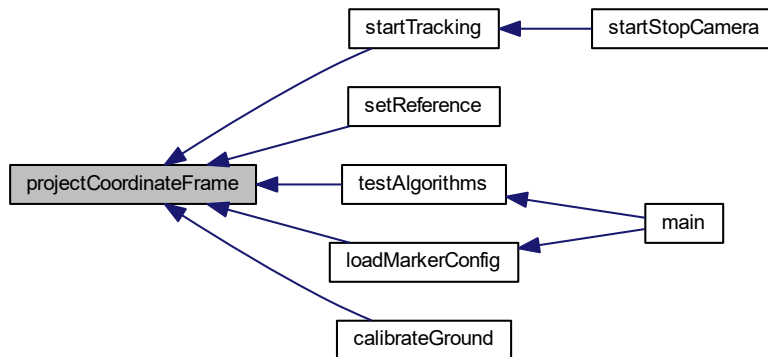 startTracking
startStopCamera
setReference
projectCoordinateFrame
testAlgorithms
main
loadMarkerConfig
calibrateGround